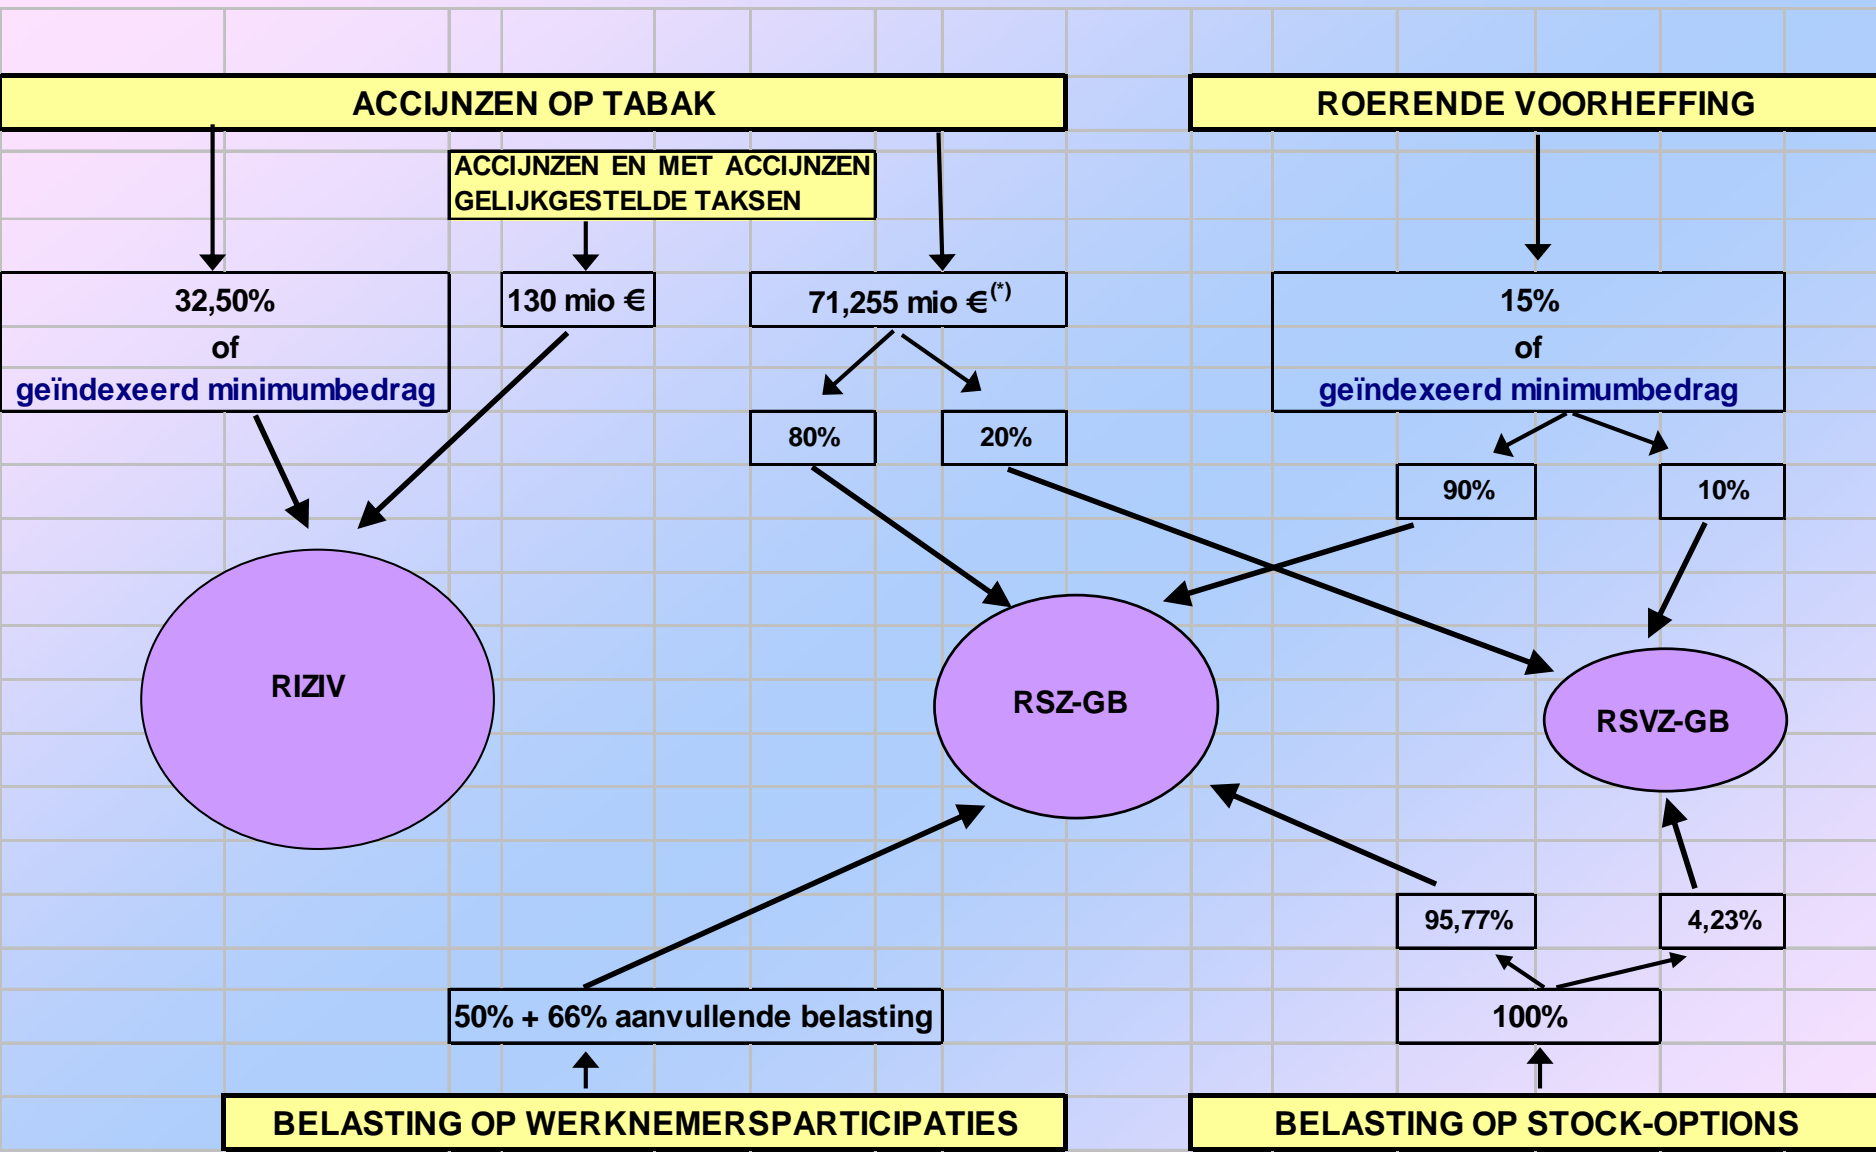 ACCIJNZEN OP TABAK
ROERENDE VOORHEFFING
ACCIJNZEN EN MET ACCIJNZEN
GELIJKGESTELDE TAKSEN
32,50%
of
geïndexeerd minimumbedrag
130 mio €
71,255 mio €(*)
15%
of
geïndexeerd minimumbedrag
80%
20%
90%
10%
RIZIV
RSZ-GB
RSVZ-GB
95,77%
4,23%
50% + 66% aanvullende belasting
100%
BELASTING OP WERKNEMERSPARTICIPATIES
BELASTING OP STOCK-OPTIONS